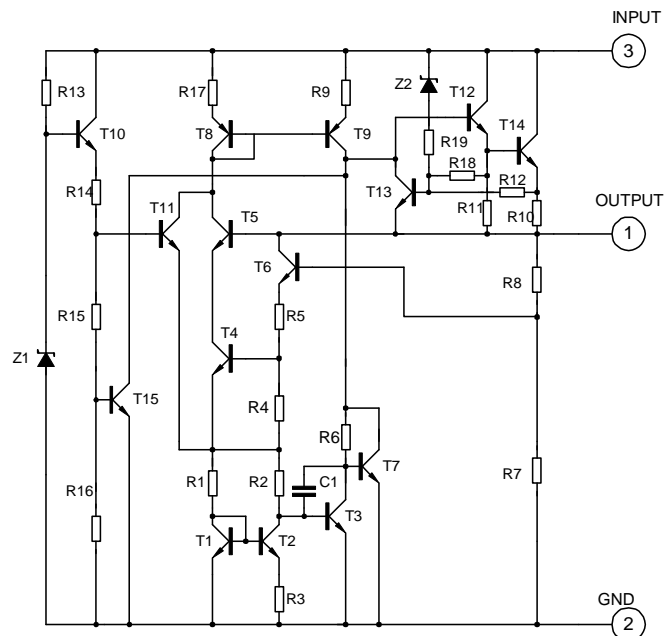 INPUT
3
R13
R17
R9
Z2
T12
T10
T8
T9
T14
R19
R18
R14
T13
R12
OUTPUT
T11
R11
R10
T5
1
T6
R8
R15
R5
Z1
T4
T15
R4
R6
T7
R7
R16
R1
R2
C1
T3
T1
T2
R3
GND
2